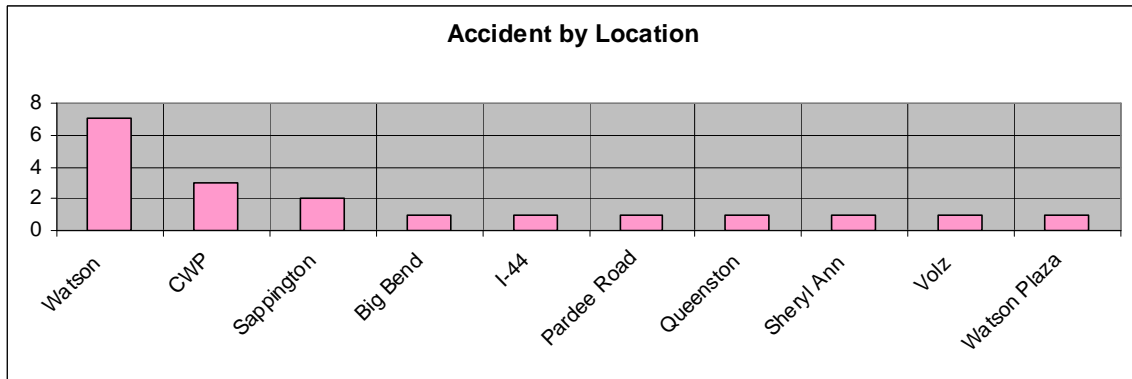 Accident by Location
8
6
4
2
0
Watson
CWP
Sappington
Big Bend
I-44
Pardee Road
Queenston
Sheryl Ann
Volz
Watson Plaza